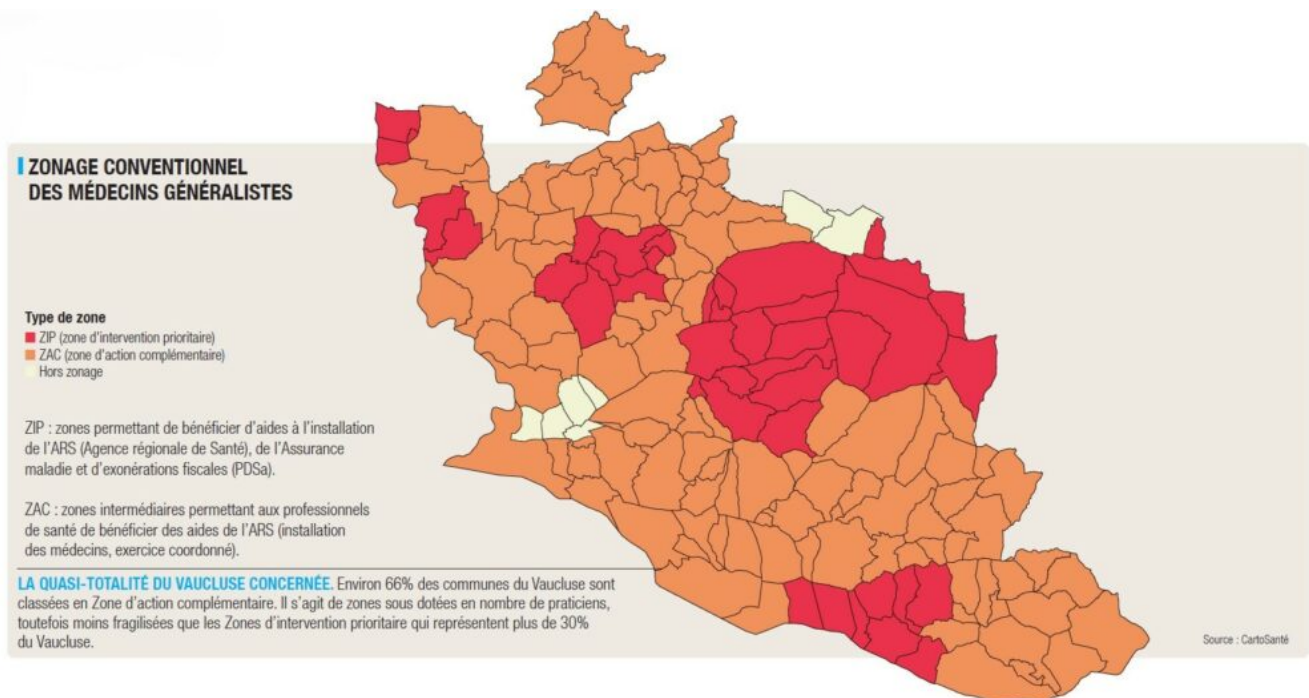 ZONAGE CONVENTIONNEL
DES MÉDECINS GÉNÉRALISTES
Type de zone
ZIP (zone d'intervention prioritaire)
ZAC (zone d'action complémentaire)
Hors zonage
ZIP : zones permettant de bénéficier d'aides à l'installation
de l'ARS (Agence régionale de Santé), de l'Assurance
maladie et d'exonérations fiscales (PDSa).
ZAC : zones intermédiaires permettant aux professionnels
de santé de bénéficier des aides de l'ARS (installation
des médecins, exercice coordonné).
LA QUASI-TOTALITÉ DU VAUCLUSE CONCERNÉE. Environ 66% des communes du Vaucluse sont
classées en Zone d'action complémentaire. Il s'agit de zones sous dotées en nombre de praticiens,
toutefois moins fragilisées que les Zones d'intervention prioritaire qui représentent plus de 30%
du Vaucluse.
Source : CartoSanté